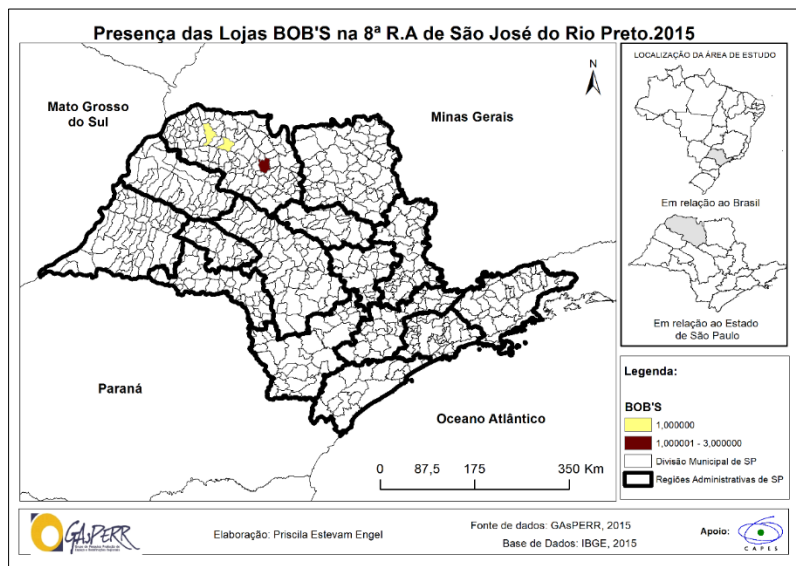 Presença das Lojas BOB'S na 8ª R.A de São José do Rio Preto.2015
Mato Grosso
do Sul
Minas Gerais
N
Paraná
Oceano Atlântico
0 87,5 175 350 Km
LOCALIZAÇÃO DA ÁREA DE ESTUDO
Em relação ao Brasil
Em relação ao Estado
de São Paulo
Legenda:
BOB'S
1,000000
1,000001 - 3,000000
Divisão Municipal de SP
Regiões Administrativas de SP
GAsPERR
Elaboração: Priscila Estevam Engel
Fonte de dados: GAsPERR, 2015
Base de Dados: IBGE, 2015
Apoio:
CAPES